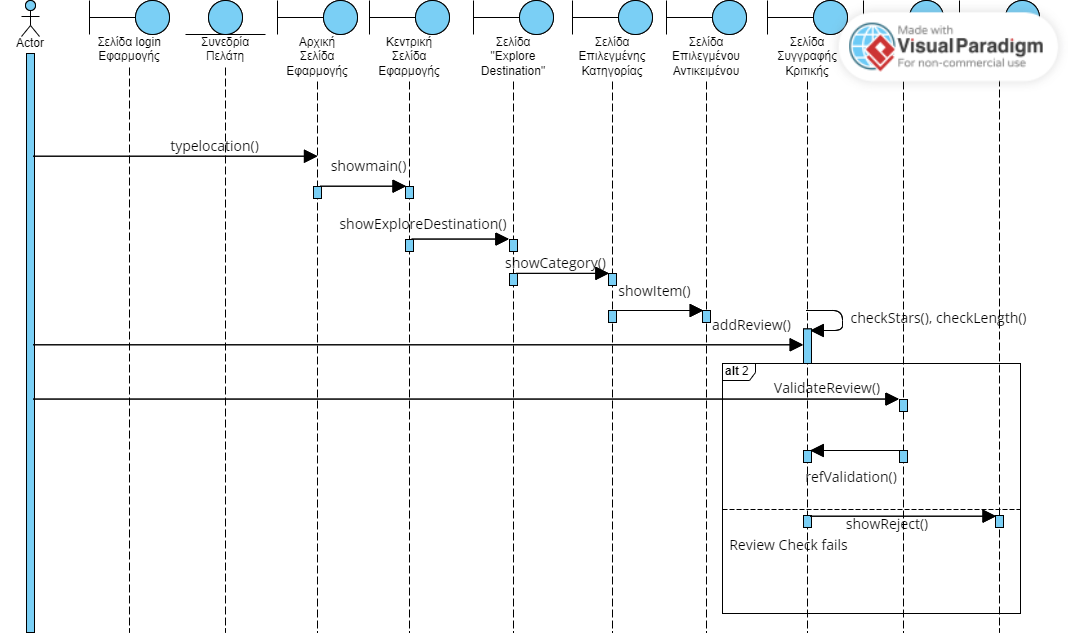 Actor
Σελίδα login
Εφαρμογής
Συνεδρία
Πελάτη
Αρχική
Σελίδα
Εφαρμογής
Κεντρική
Σελίδα
Εφαρμογής
Σελίδα
"Explore
Destination"
Σελίδα
Επιλεγμένης
Κατηγορίας
Σελίδα
Επιλεγμένου
Αντικειμένου
Σελίδα
Συγγραφής
Κριτικής
Made with
Visual Paradigm
For non-commercial use
typelocation()
showmain()
showExploreDestination()
showCategory()
showItem()
addReview()
checkStars(), checkLength()
alt 2
ValidateReview()
refValidation()
showReject()
Review Check fails